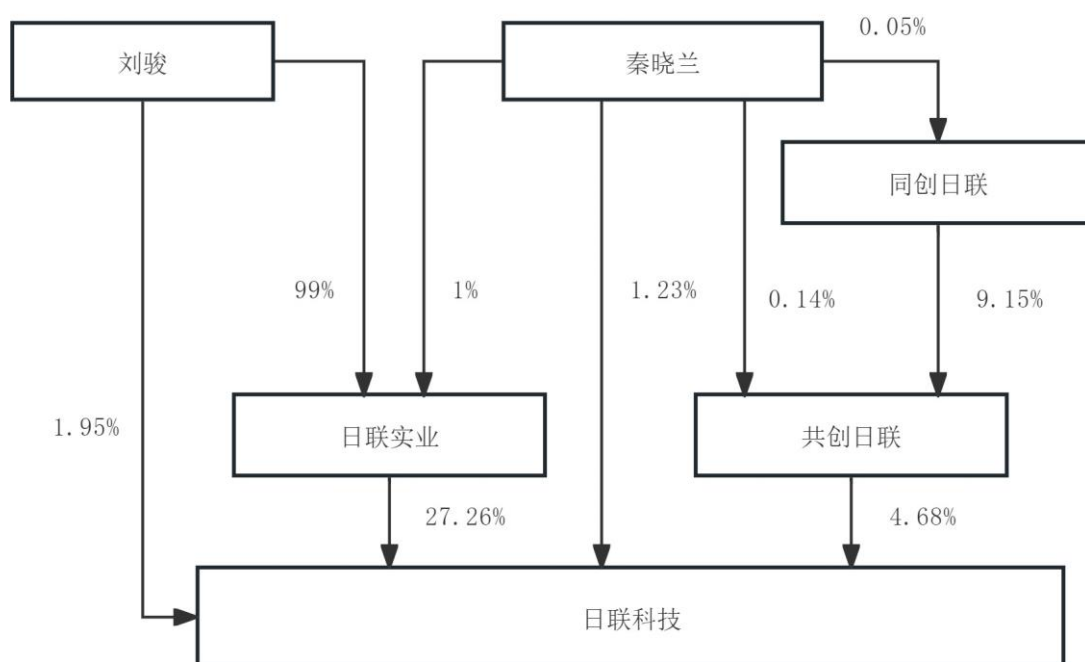 0.05%
刘骏
秦晓兰
同创日联
99%
1%
1.23%
0.14%
9.15%
1.95%
日联实业
共创日联
27.26%
4.68%
日联科技